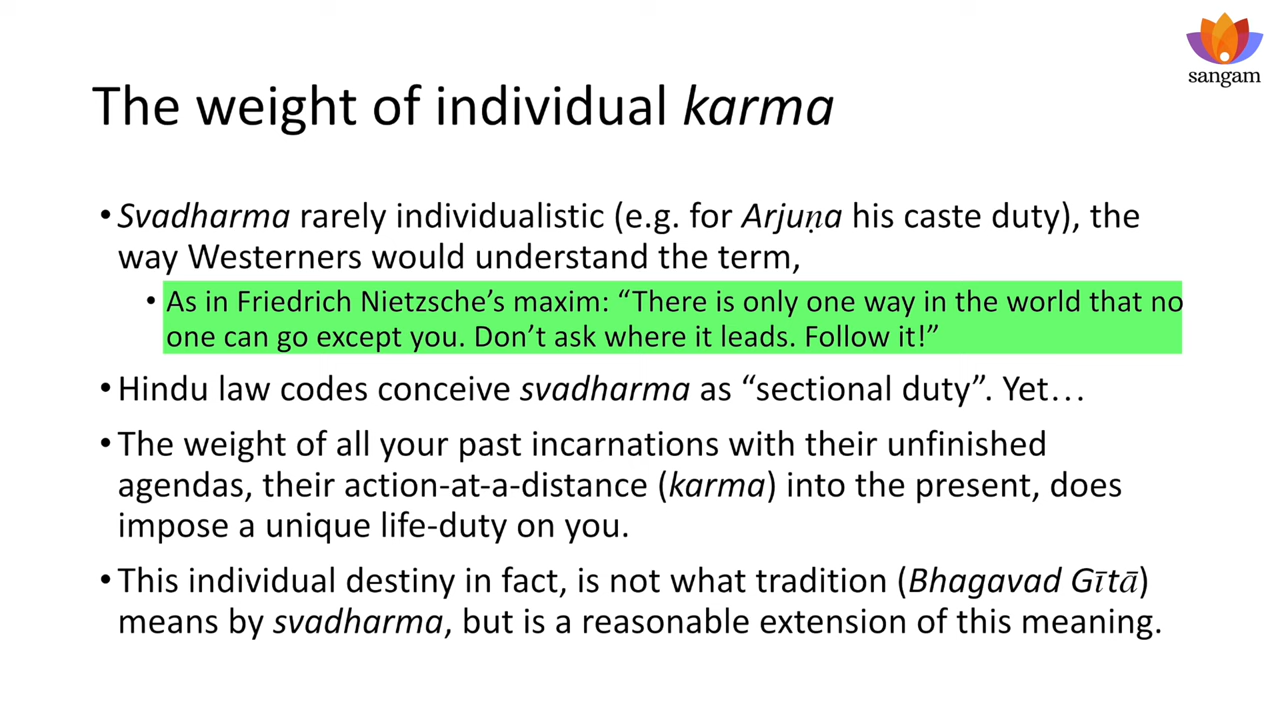 sangam
The weight of individual karma
• Svadharma rarely individualistic (e.g. for Arjuṇa his caste duty), the
way Westerners would understand the term,
• As in Friedrich Nietzsche’s maxim: “There is only one way in the world that no
one can go except you. Don’t ask where it leads. Follow it!”
• Hindu law codes conceive svadharma as “sectional duty”. Yet…
• The weight of all your past incarnations with their unfinished
agendas, their action-at-a-distance (karma) into the present, does
impose a unique life-duty on you.
• This individual destiny in fact, is not what tradition (Bhagavad Gītā)
means by svadharma, but is a reasonable extension of this meaning.